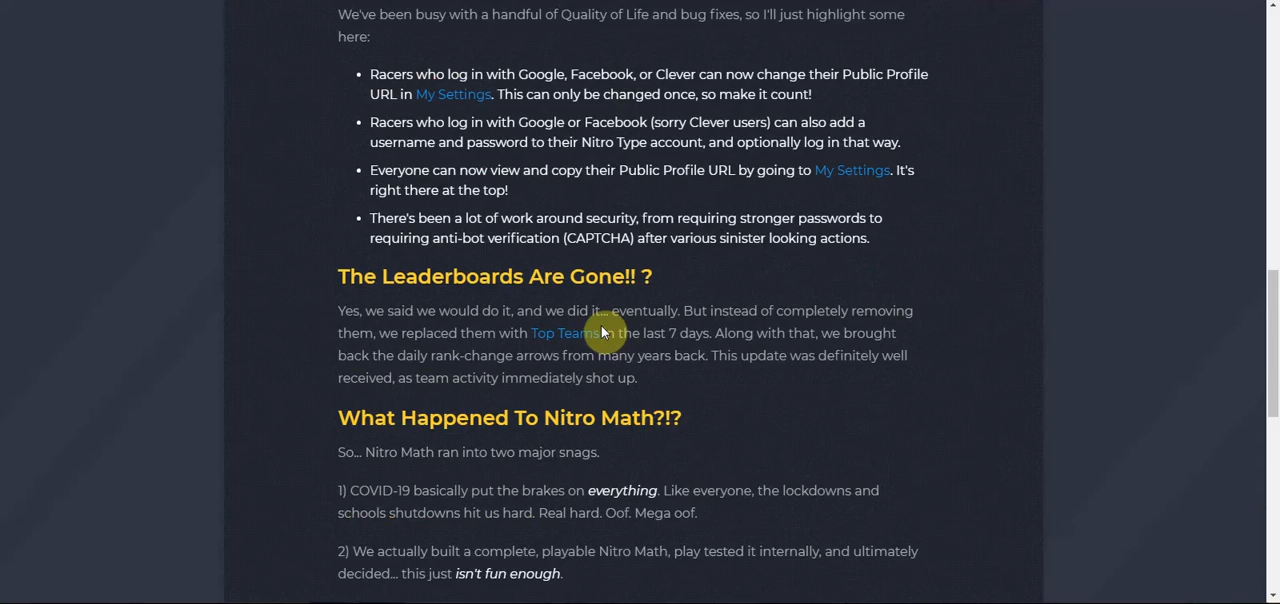 We've been busy with a handful of Quality of Life and bug fixes, so I'll just highlight some
here:
• Racers who log in with Google, Facebook, or Clever can now change their Public Profile
URL in My Settings. This can only be changed once, so make it count!
• Racers who log in with Google or Facebook (sorry Clever users) can also add a
username and password to their Nitro Type account, and optionally log in that way.
• Everyone can now view and copy their Public Profile URL by going to My Settings. It's
right there at the top!
• There's been a lot of work around security, from requiring stronger passwords to
requiring anti-bot verification (CAPTCHA) after various sinister looking actions.
The Leaderboards Are Gone!! ?
Yes, we said we would do it, and we did it... eventually. But instead of completely removing
them, we replaced them with Top Teams in the last 7 days. Along with that, we brought
back the daily rank-change arrows from many years back. This update was definitely well
received, as team activity immediately shot up.
What Happened To Nitro Math?!?
So... Nitro Math ran into two major snags.
1) COVID-19 basically put the brakes on everything. Like everyone, the lockdowns and
schools shutdowns hit us hard. Real hard. Oof. Mega oof.
2) We actually built a complete, playable Nitro Math, play tested it internally, and ultimately
decided... this just isn't fun enough.